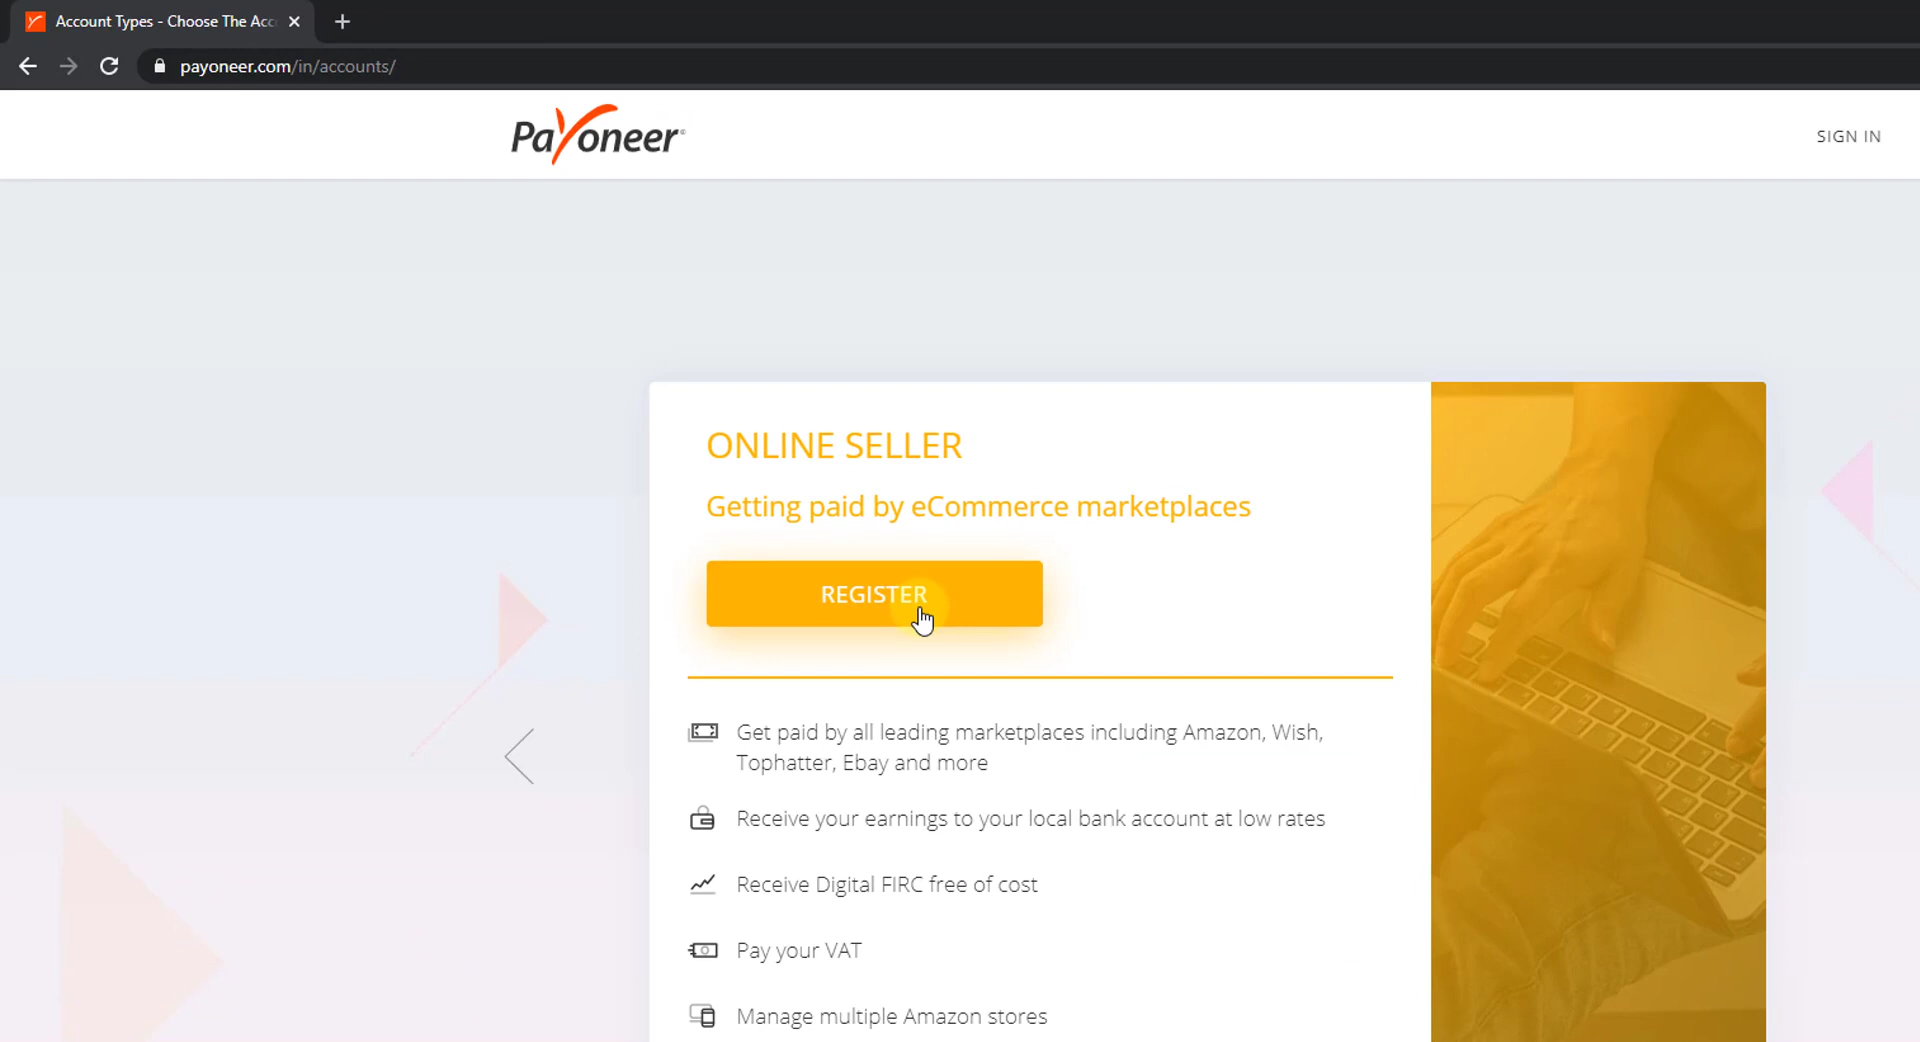 Account Types - Choose The Acc
payoneer.com/in/accounts/
Payoneer
SIGN IN
ONLINE SELLER
Getting paid by eCommerce marketplaces
REGISTER
Get paid by all leading marketplaces including Amazon, Wish,
Tophatter, Ebay and more
Receive your earnings to your local bank account at low rates
Receive Digital FIRC free of cost
Pay your VAT
Manage multiple Amazon stores